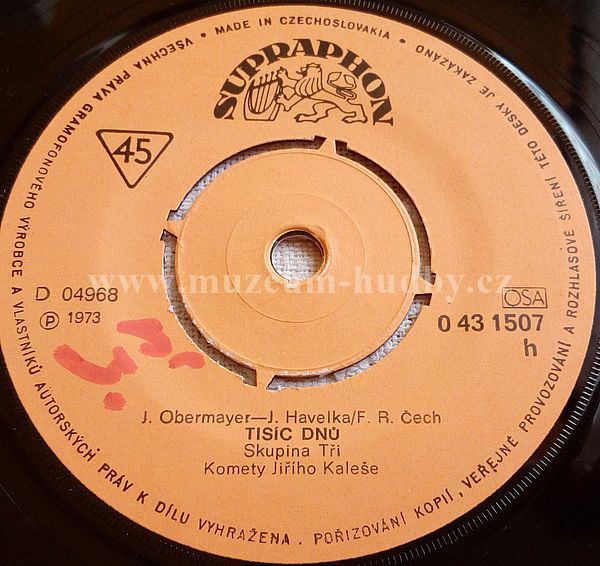 VŠECHNA PRÁVA GRAMOFONOVÉHO VÝROBCE A VLASTNÍKŮ AUTORSKÝCH PRÁV K DÍLU VYHRAŽENA. POŘIZOVÁNÍ KOPIÍ, VEŘEJNÉ PROVOZOVÁNÍ A ROZHLASOVÉ ŠÍŘENÍ TÉTO DESKY JE ZAKÁZÁNO • MADE IN CZECHOSLOVAKIA •
SUPRAPHON
45
www.muzeum-hudby.cz
D 04968
OSA
Ⓟ 1973
0 43 1507
h
J. Obermayer—J. Havelka/F. R. Čech
TISÍC DNŮ
Skupina Tři
Komety Jiřího Kaleše